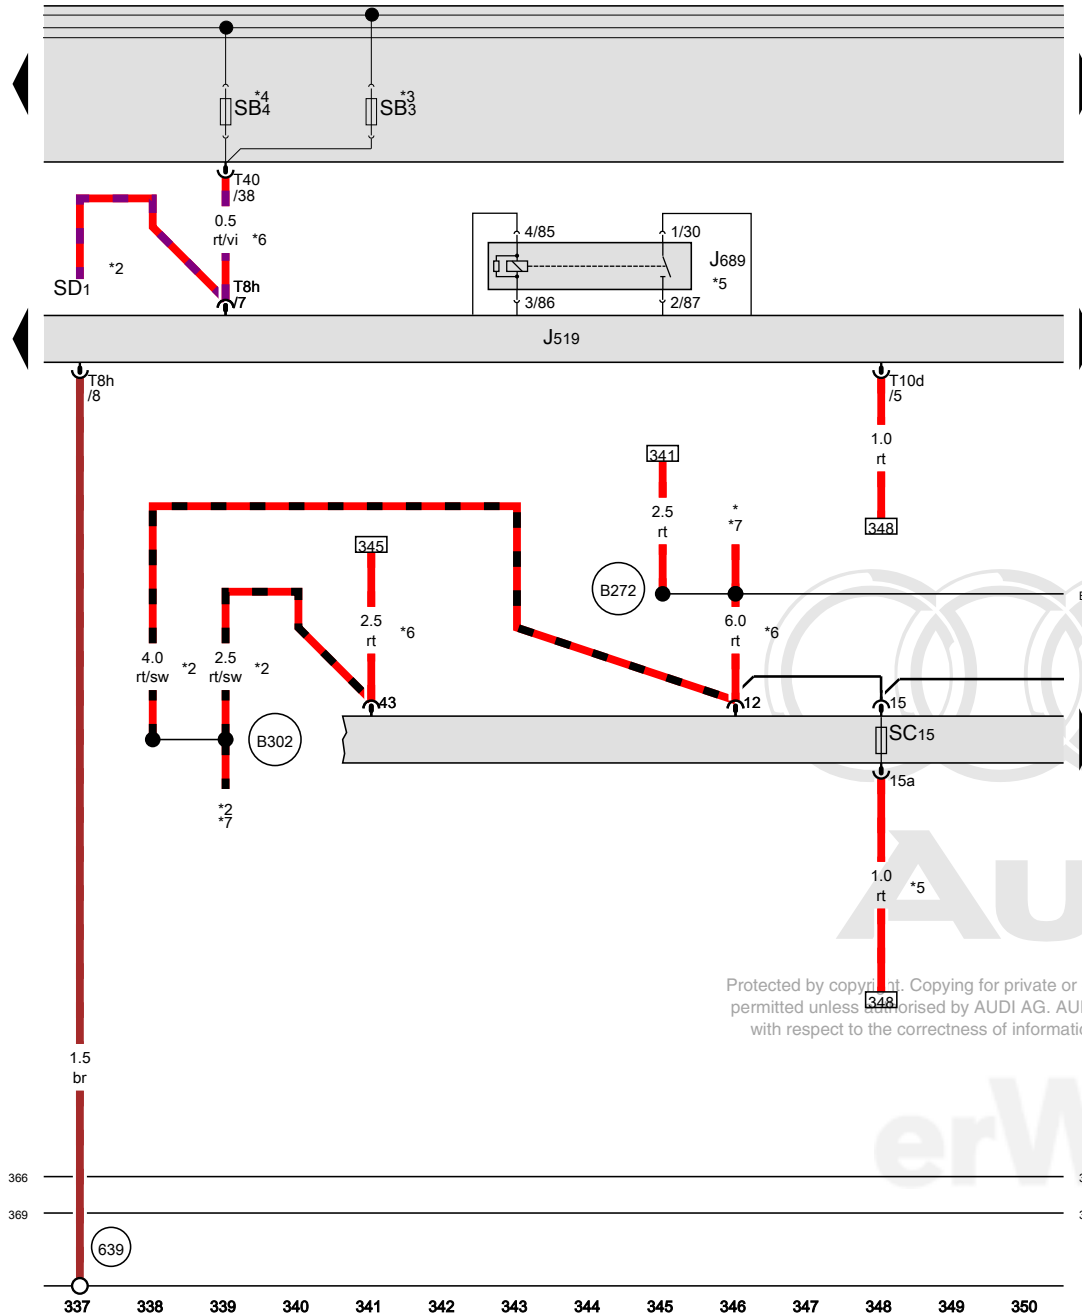 *4
SB4
*3
SB3
T40
/38
0.5
rt/vi *6
*2
SD1
T8h
/7
4/85
1/30
J689
*5
3/86
2/87
J519
T8h
/8
T10d
/5
1.0
rt
341
348
2.5
rt
*
*7
345
B272
2.5
rt
*6
6.0
rt
*6
4.0
rt/sw
*2
2.5
rt/sw
*2
43
12
15
B302
SC15
15a
*2
*7
Au
1.0
rt
*5
Protected by copyright. Copying for private or
348
permitted unless authorised by AUDI AG. AU
with respect to the correctness of informatio
1.5
br
erW
366
369
639
337 338 339 340 341 342 343 344 345 346 347 348 349 350